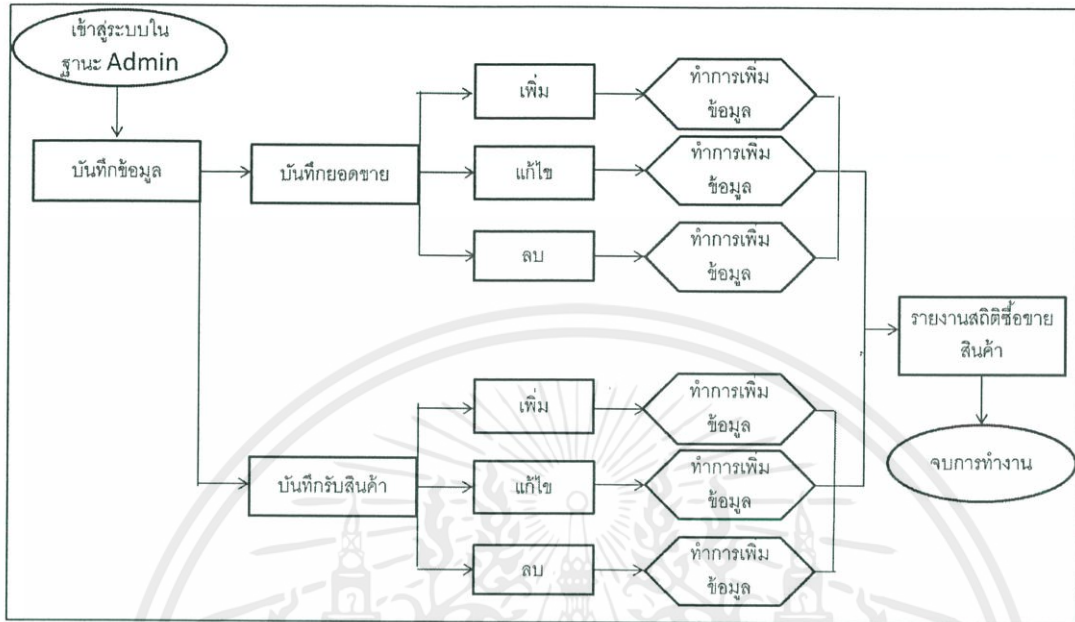 เข้าสู่ระบบใน
ฐานะ Admin
บันทึกข้อมูล
บันทึกยอดขาย
เพิ่ม
ทำการเพิ่ม
ข้อมูล
แก้ไข
ทำการเพิ่ม
ข้อมูล
ลบ
ทำการเพิ่ม
ข้อมูล
บันทึกรับสินค้า
เพิ่ม
ทำการเพิ่ม
ข้อมูล
แก้ไข
ทำการเพิ่ม
ข้อมูล
ลบ
ทำการเพิ่ม
ข้อมูล
รายงานสถิติซื้อขาย
สินค้า
จบการทำงาน